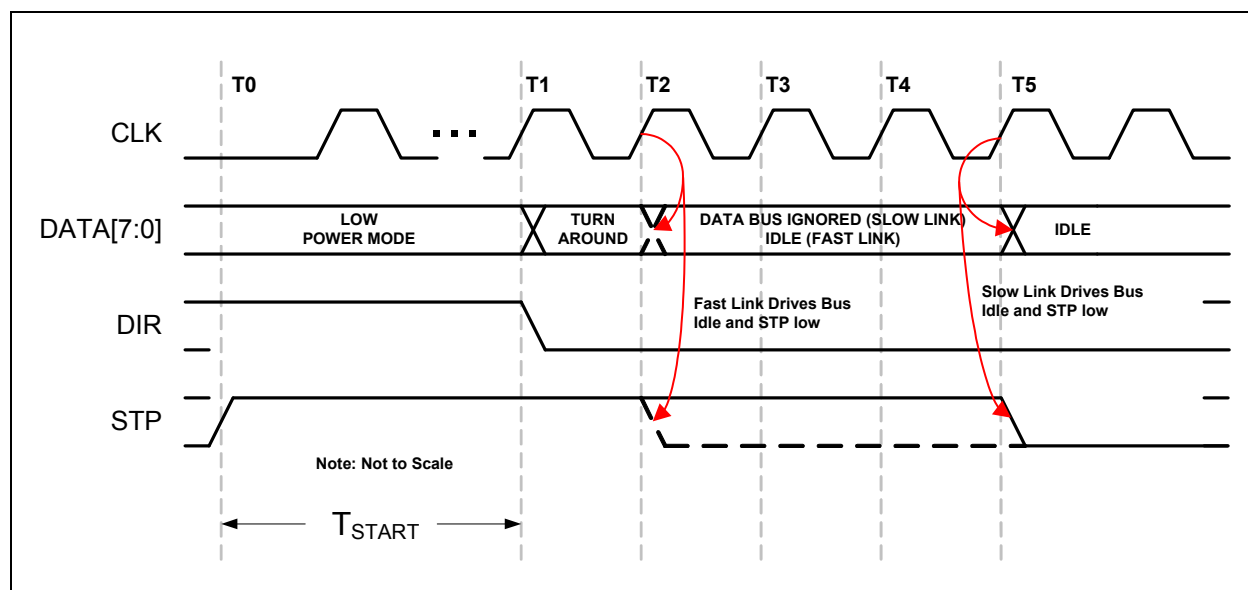 T0
T1
T2
T3
T4
T5
CLK
DATA[7:0]
LOW
POWER MODE
TURN
AROUND
DATA BUS IGNORED (SLOW LINK)
IDLE (FAST LINK)
IDLE
DIR
Fast Link Drives Bus
Idle and STP low
Slow Link Drives Bus
Idle and STP low
STP
Note: Not to Scale
TSTART